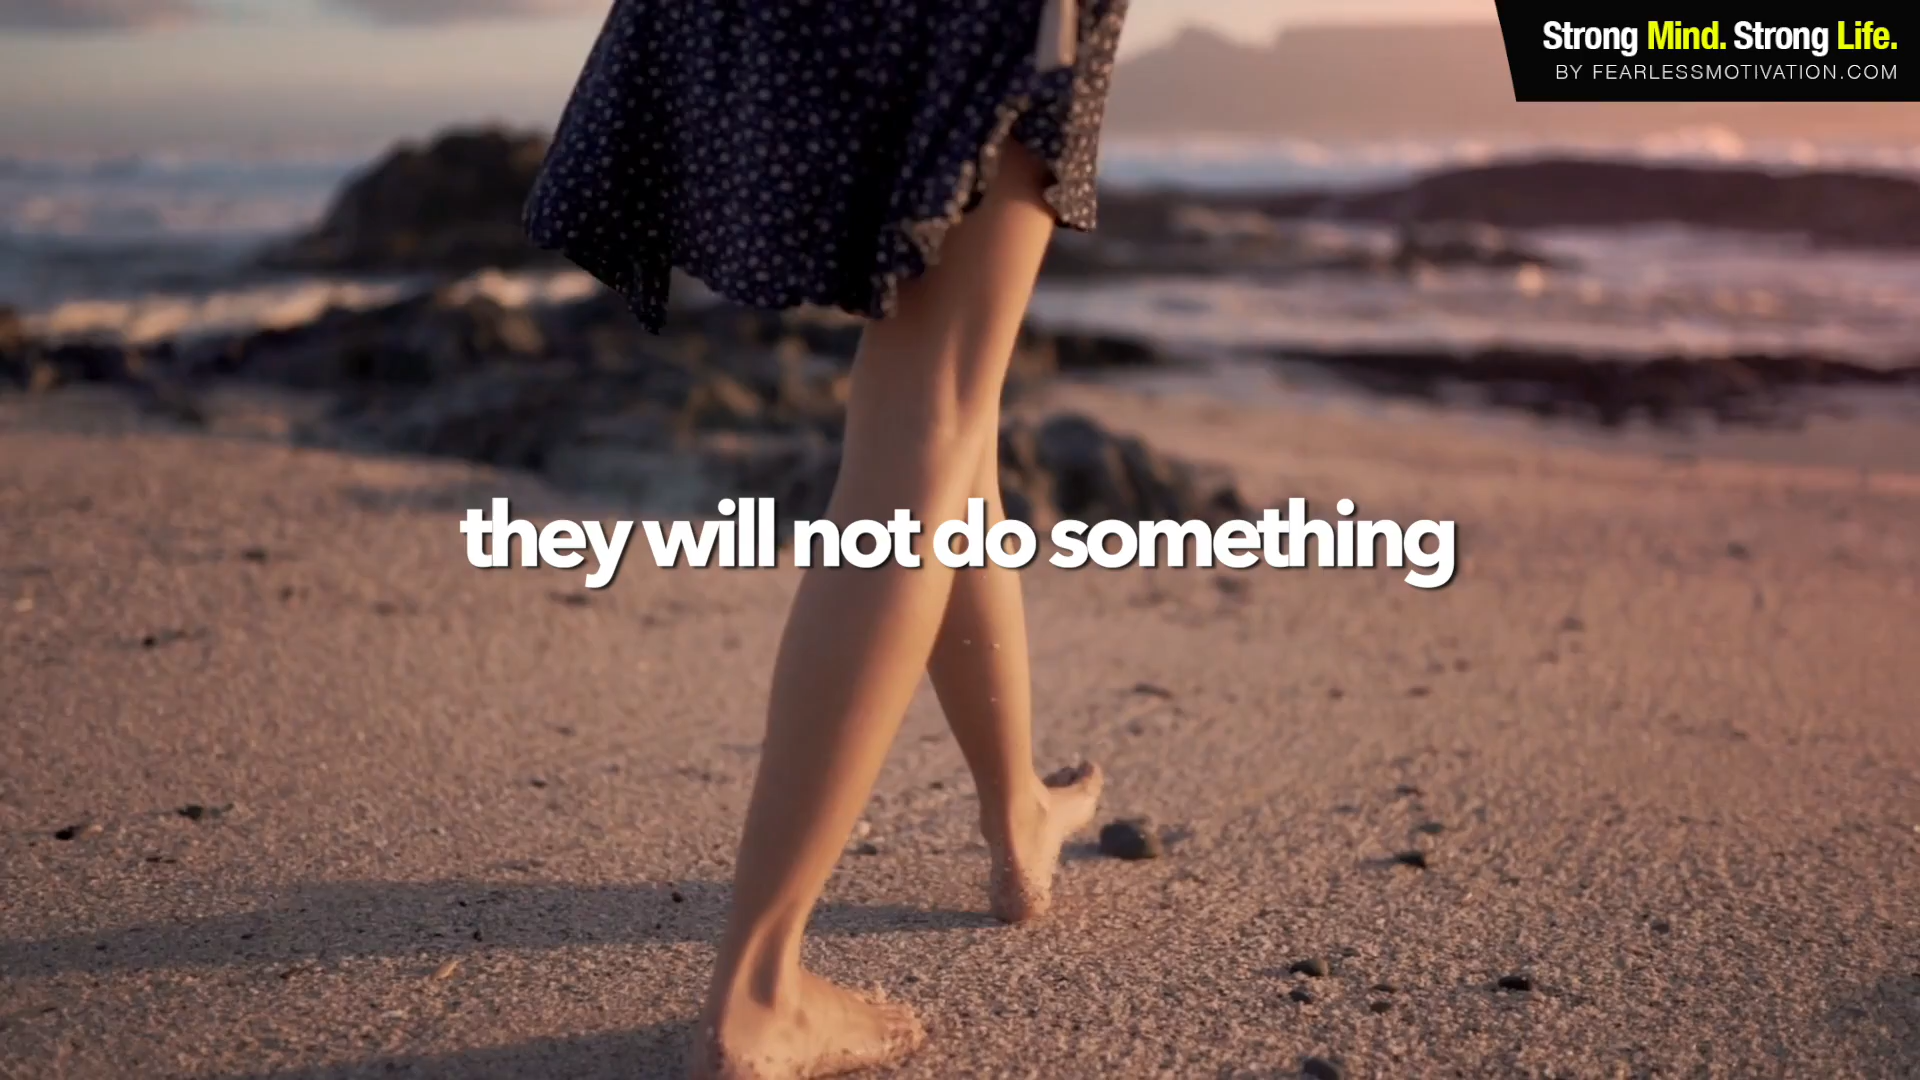 Strong Mind. Strong Life.
BY FEARLESSMOTIVATION.COM
they will not do something